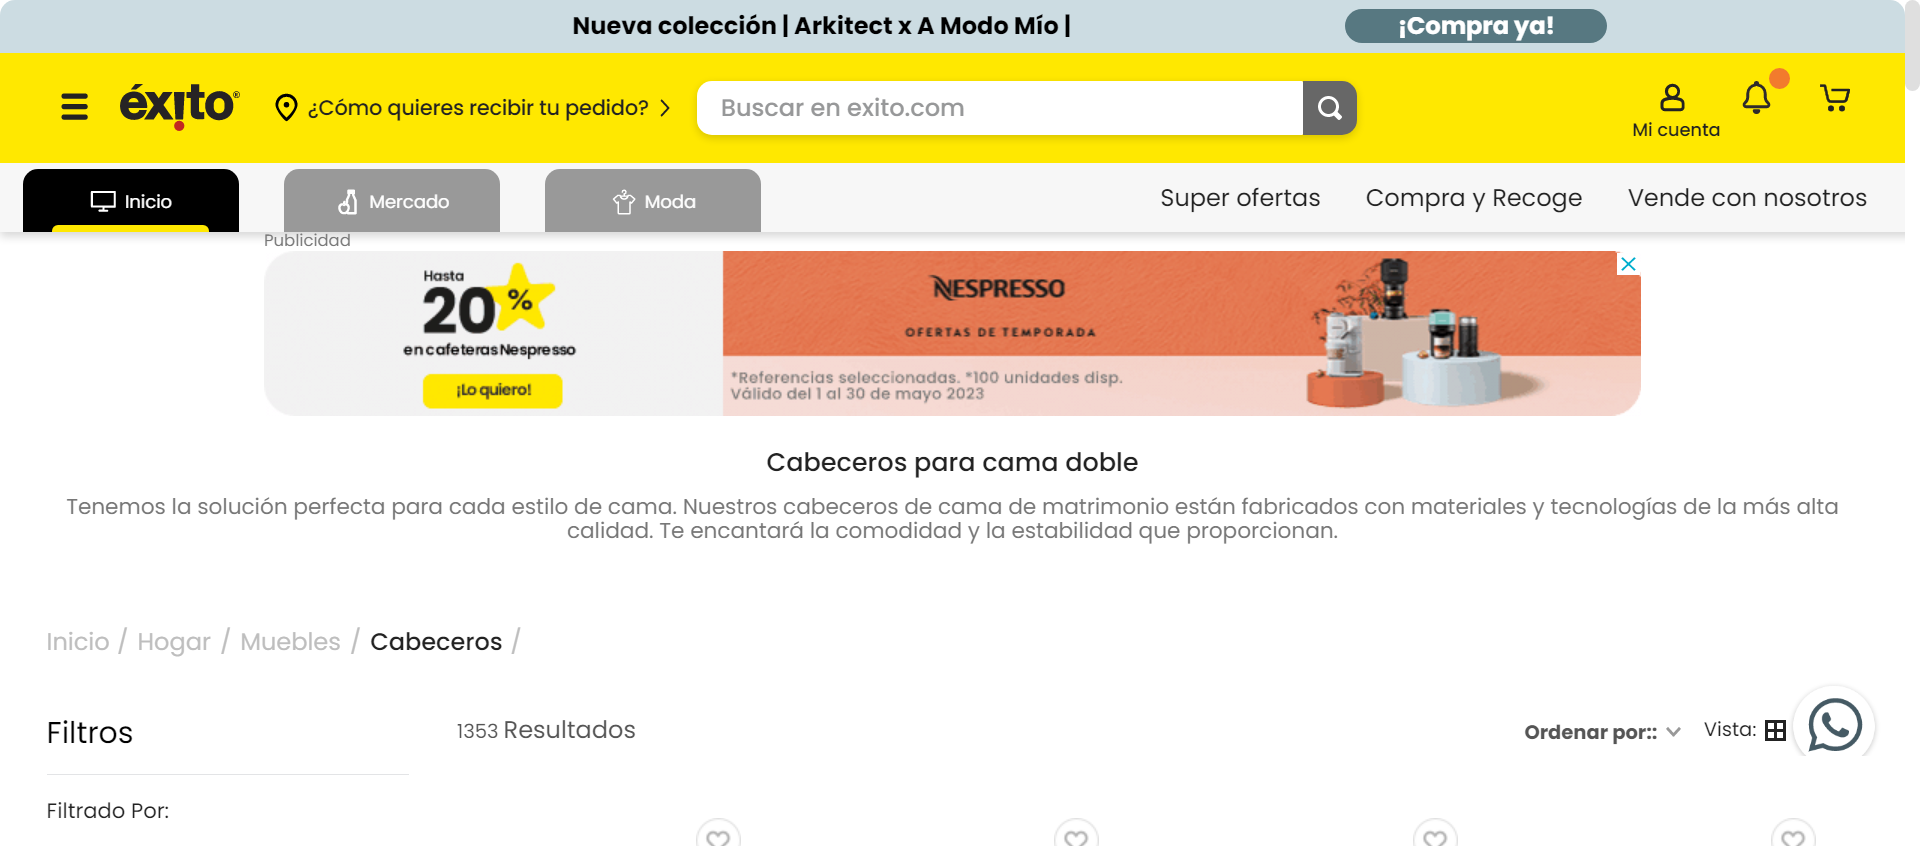 Nueva colección | Arkitect x A Modo Mío |
¡Compra ya!
éxito®
¿Cómo quieres recibir tu pedido?
Buscar en exito.com
Mi cuenta
Inicio
Mercado
Moda
Super ofertas
Compra y Recoge
Vende con nosotros
Publicidad
Hasta
20%
en cafeteras Nespresso
¡Lo quiero!
NESPRESSO
OFERTAS DE TEMPORADA
*Referencias seleccionadas. *100 unidades disp.
Válido del 1 al 30 de mayo 2023
Cabeceros para cama doble
Tenemos la solución perfecta para cada estilo de cama. Nuestros cabeceros de cama de matrimonio están fabricados con materiales y tecnologías de la más alta
calidad. Te encantará la comodidad y la estabilidad que proporcionan.
Inicio / Hogar / Muebles / Cabeceros /
Filtros
1353 Resultados
Ordenar por::
Vista:
Filtrado Por: